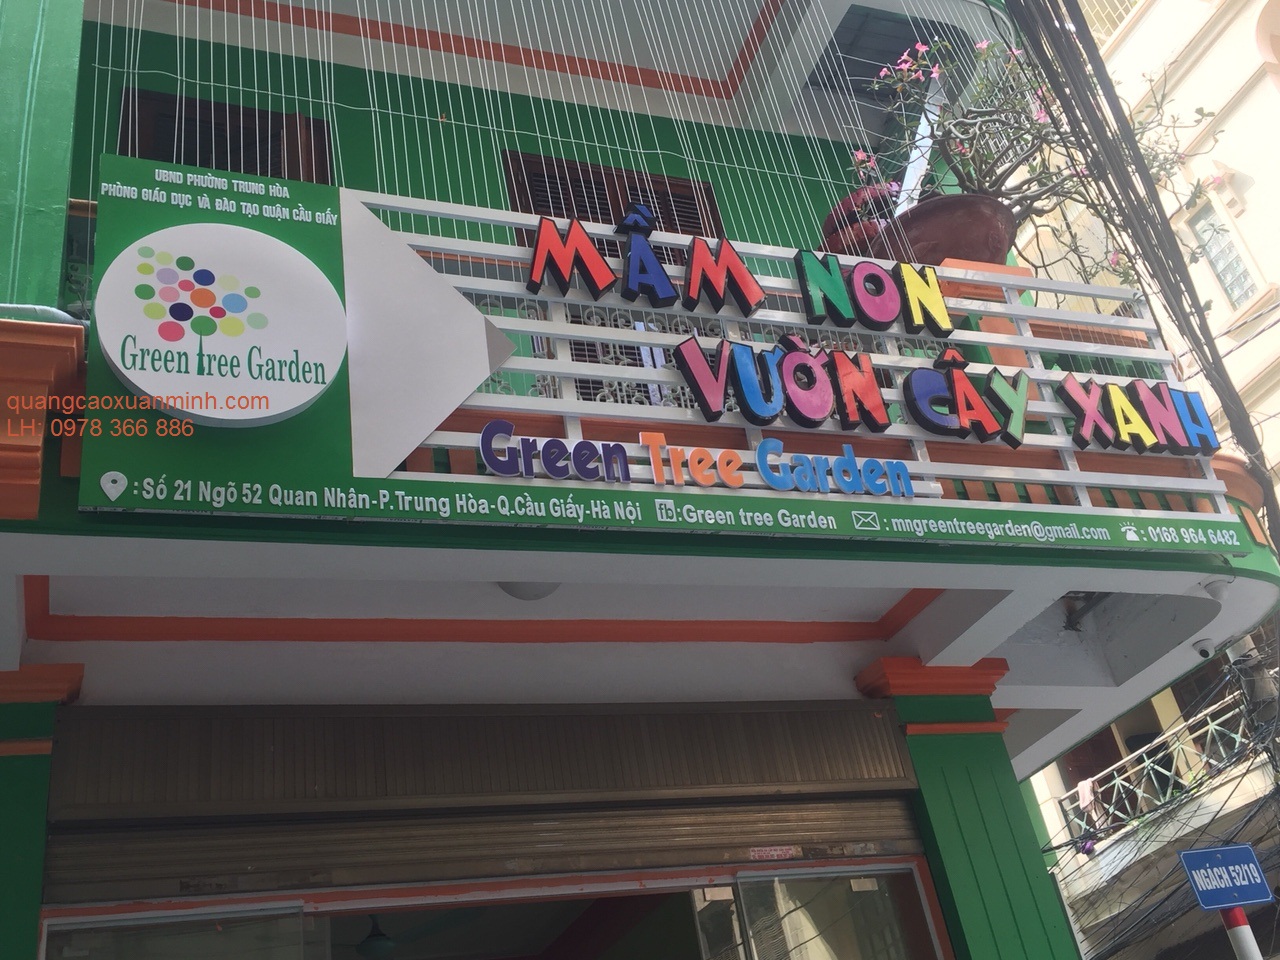 UBND PHƯỜNG TRUNG HÒA
PHÒNG GIÁO DỤC VÀ ĐÀO TẠO QUẬN CẦU GIẤY
Green tree Garden
MẦM NON
VƯỜN CÂY XANH
Green Tree Garden
quangcaoxuanminh.com
LH: 0978 366 886
: Số 21 Ngõ 52 Quan Nhân-P.Trung Hòa-Q.Cầu Giấy-Hà Nội fb:Green tree Garden : mngreentreegarden@gmail.com : 0168 964 6482
NGÁCH 52/19